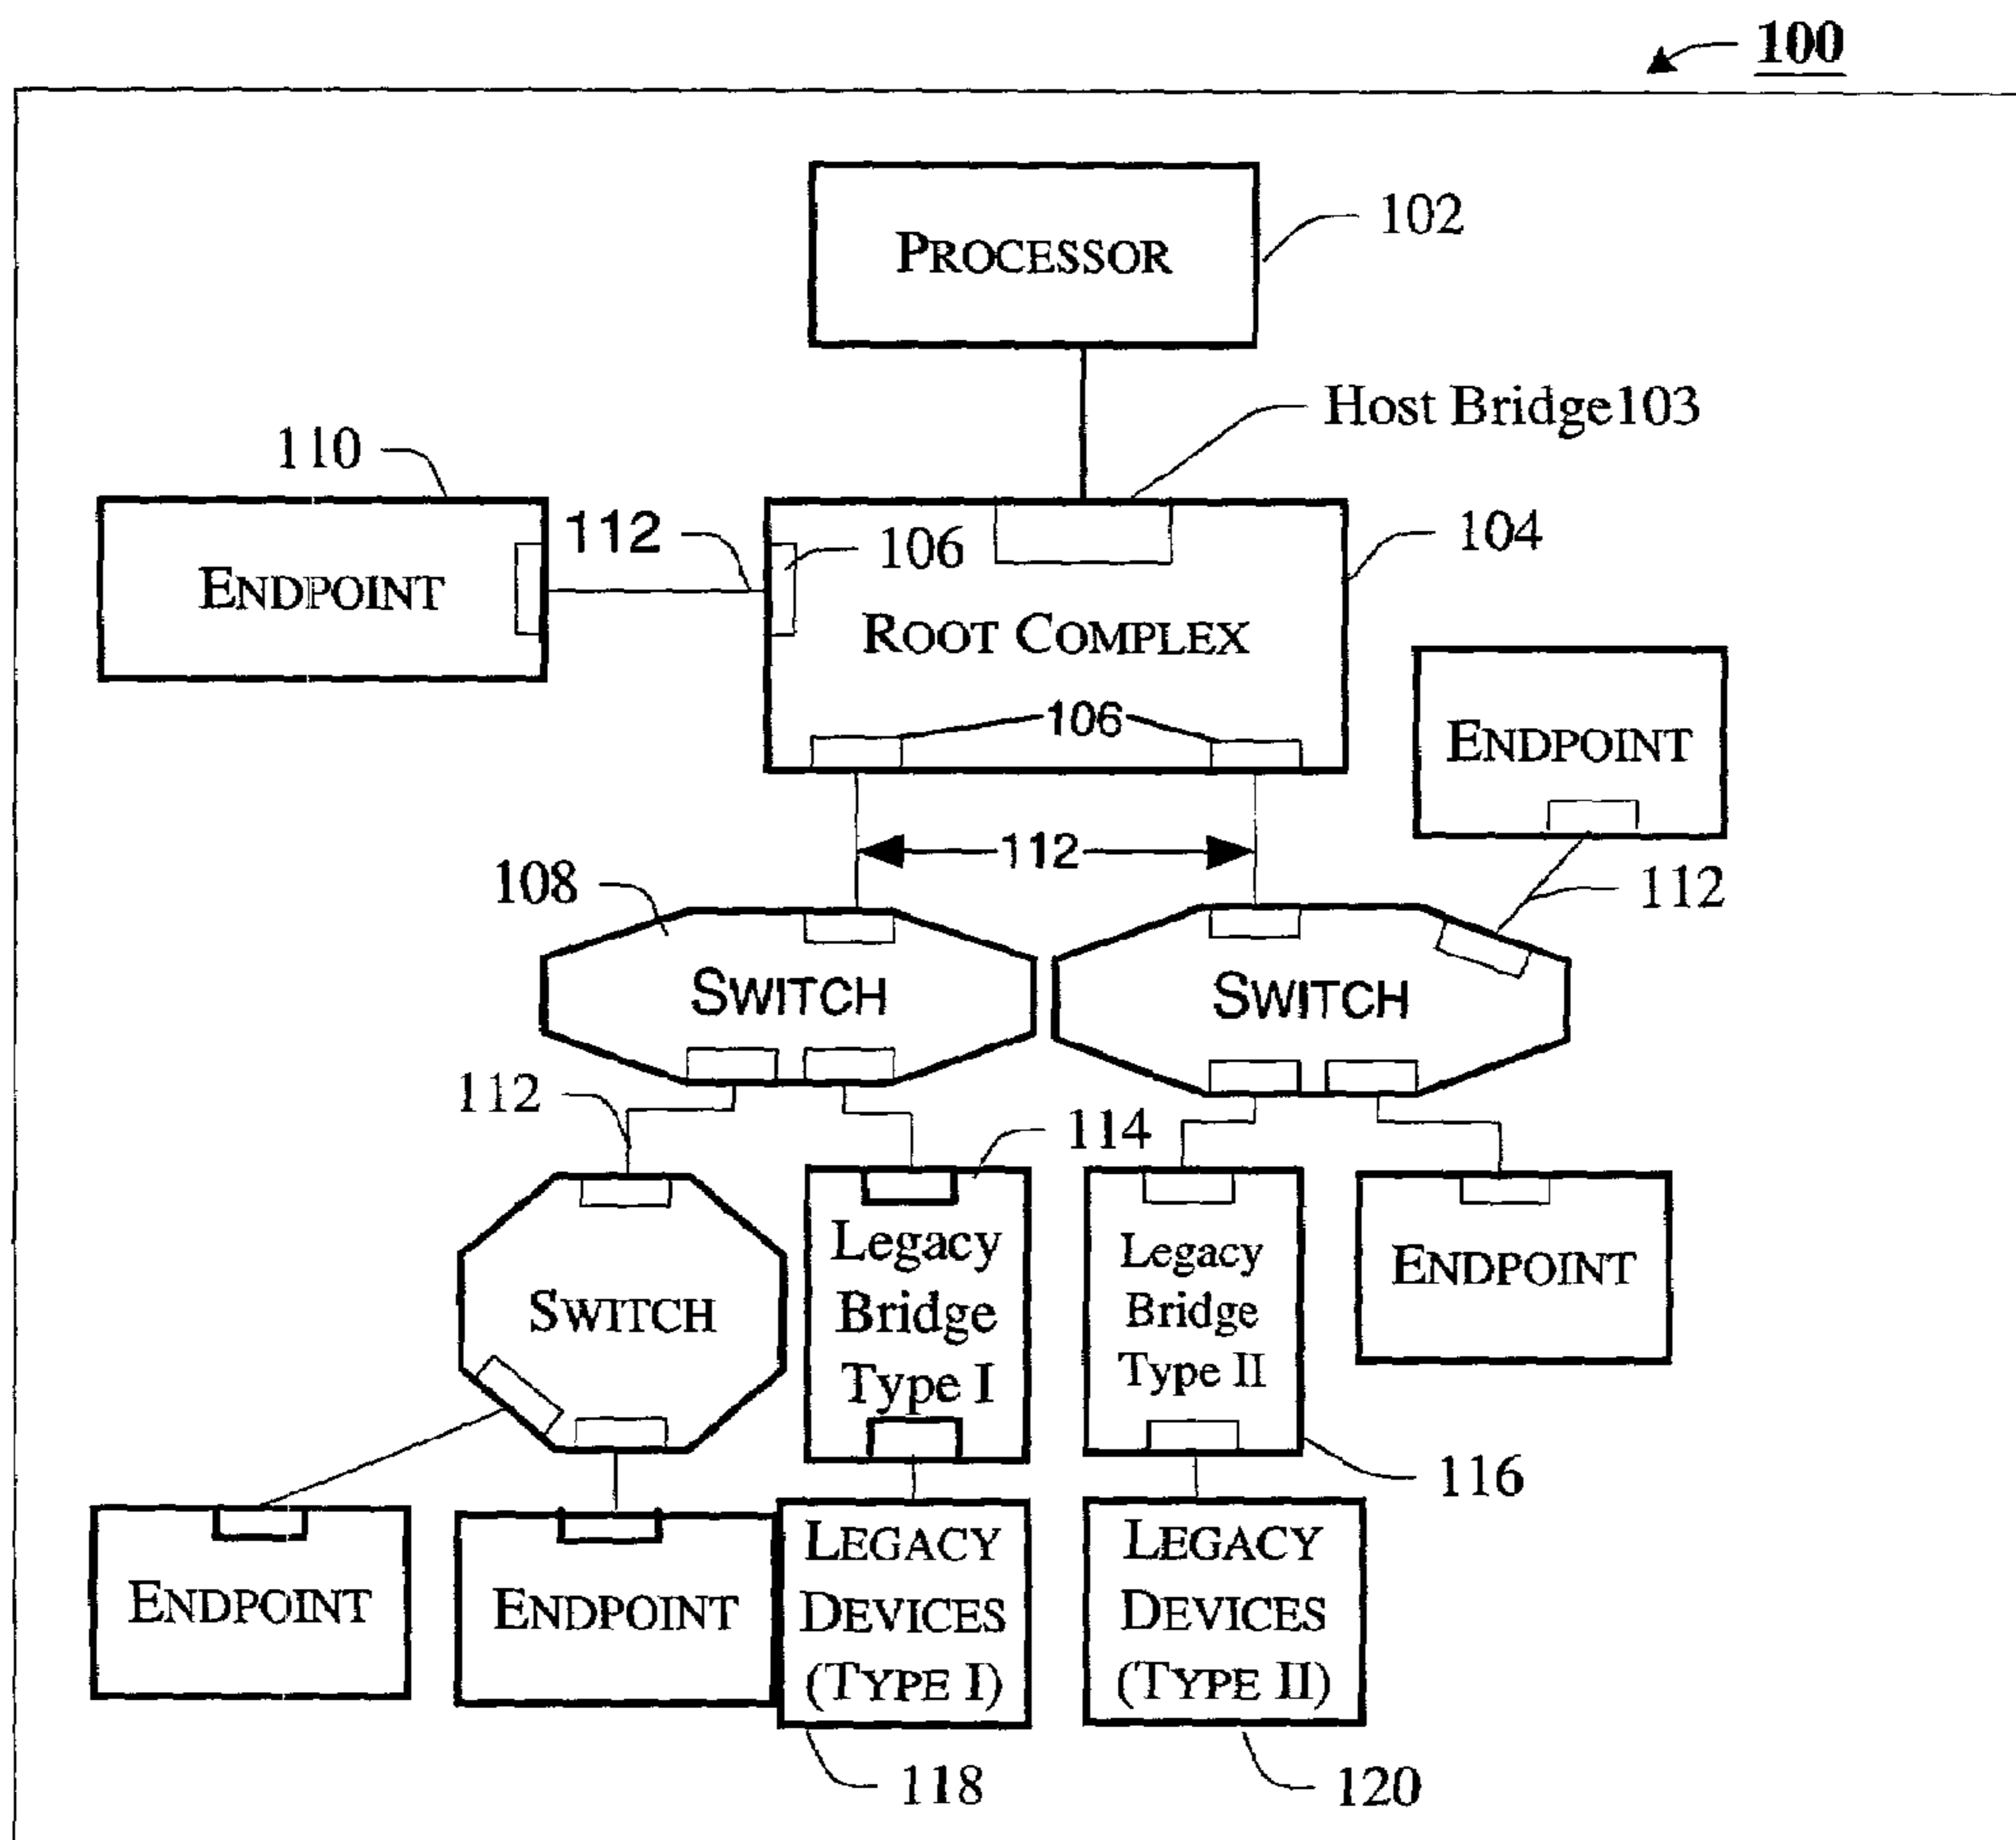 100
PROCESSOR
102
Host Bridge103
110
112
106
104
ENDPOINT
ROOT COMPLEX
106
ENDPOINT
112
108
112
SWITCH
SWITCH
112
114
Legacy
Bridge
Type I
Legacy
Bridge
Type II
ENDPOINT
SWITCH
116
ENDPOINT
ENDPOINT
LEGACY
DEVICES
(TYPE I)
LEGACY
DEVICES
(TYPE II)
118
120